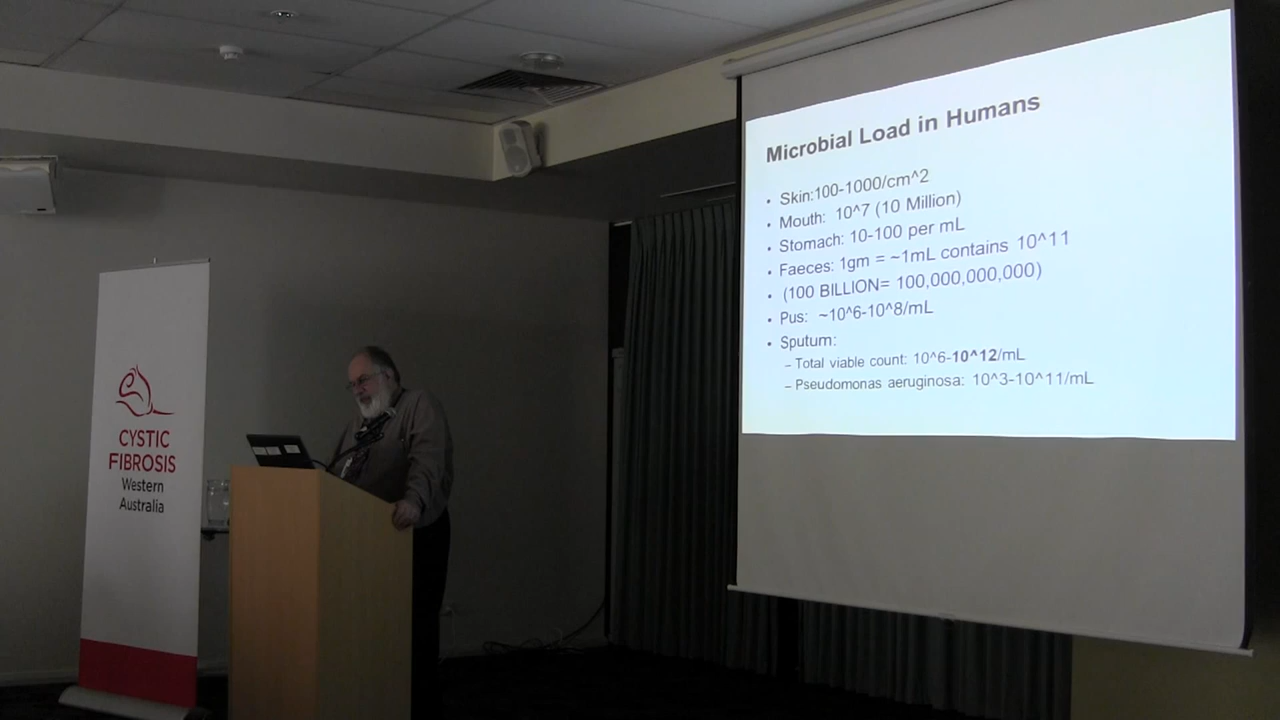 CYSTIC
FIBROSIS
Western
Australia
Microbial Load in Humans
• Skin:100-1000/cm^2
• Mouth: 10^7 (10 Million)
• Stomach: 10-100 per mL
• Faeces: 1gm = ~1mL contains 10^11
• (100 BILLION= 100,000,000,000)
• Pus: ~10^6-10^8/mL
• Sputum:
– Total viable count: 10^6-10^12/mL
– Pseudomonas aeruginosa: 10^3-10^11/mL